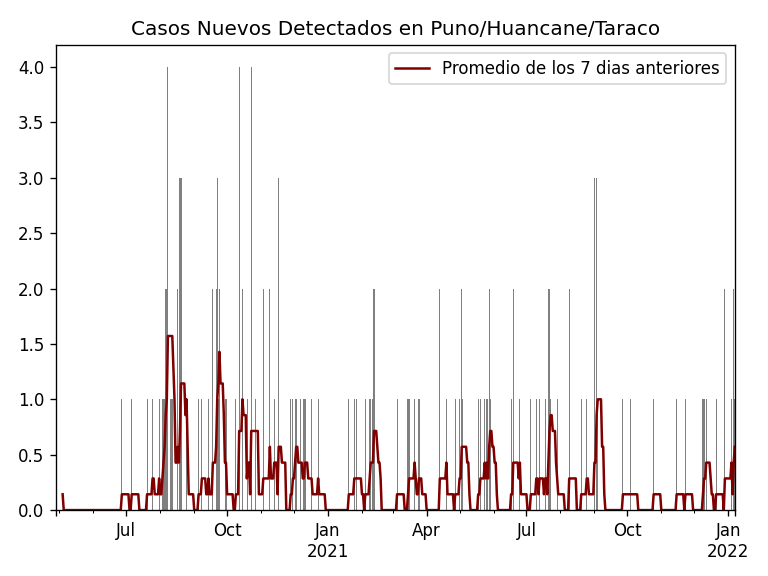 Casos Nuevos Detectados en Puno/Huancane/Taraco
Promedio de los 7 dias anteriores
4.0
3.5
3.0
2.5
2.0
1.5
1.0
0.5
0.0
Jul
Oct
Jan
2021
Apr
Jul
Oct
Jan
2022